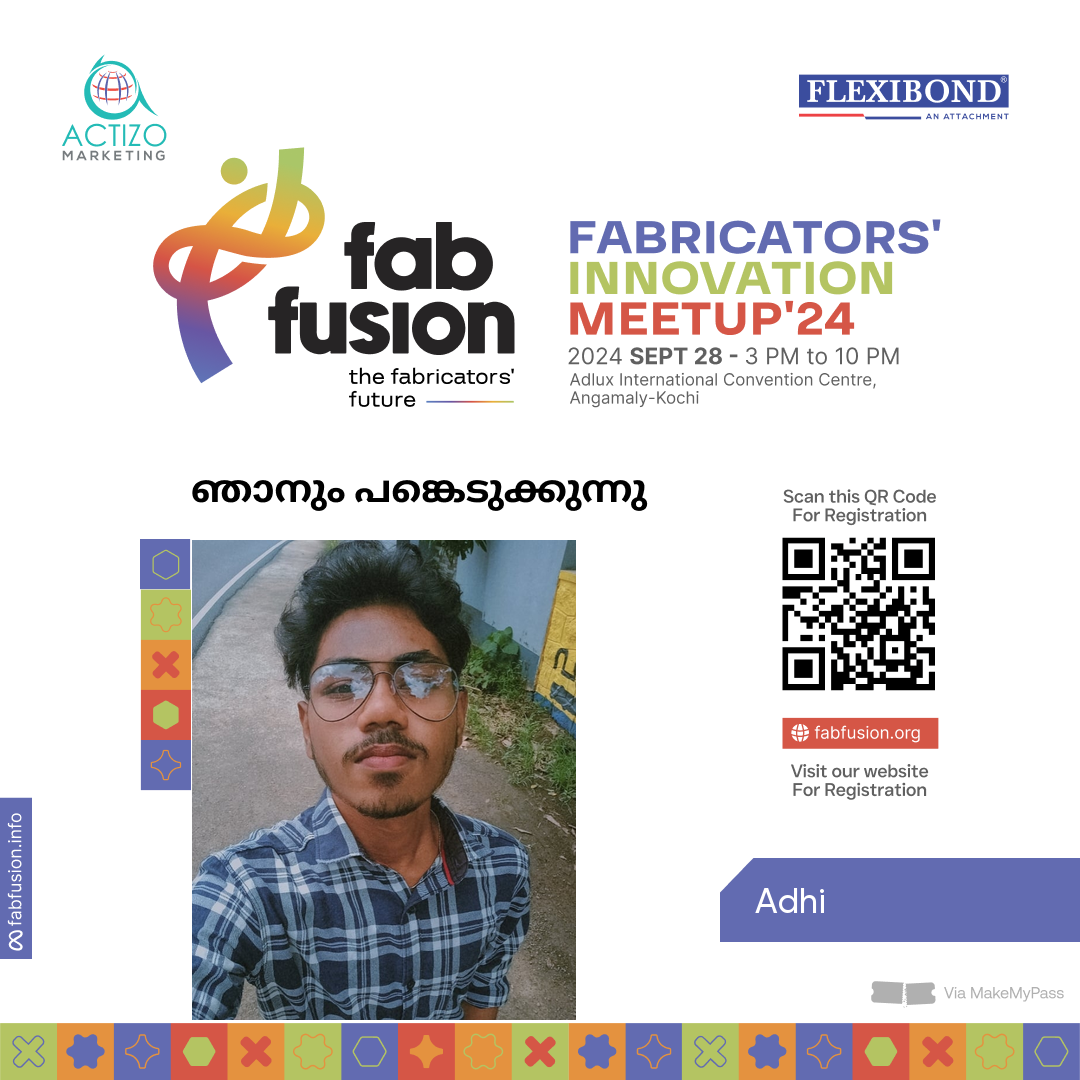 ACTIZO
MARKETING
FLEXIBOND®
AN ATTACHMENT
fab
fusion
the fabricators'
future
FABRICATORS'
INNOVATION
MEETUP'24
2024 SEPT 28 - 3 PM to 10 PM
Adlux International Convention Centre,
Angamaly-Kochi
ഞാനും പങ്കെടുക്കുന്നു
Scan this QR Code
For Registration
fabfusion.org
Visit our website
For Registration
fabfusion.info
Adhi
Via MakeMyPass